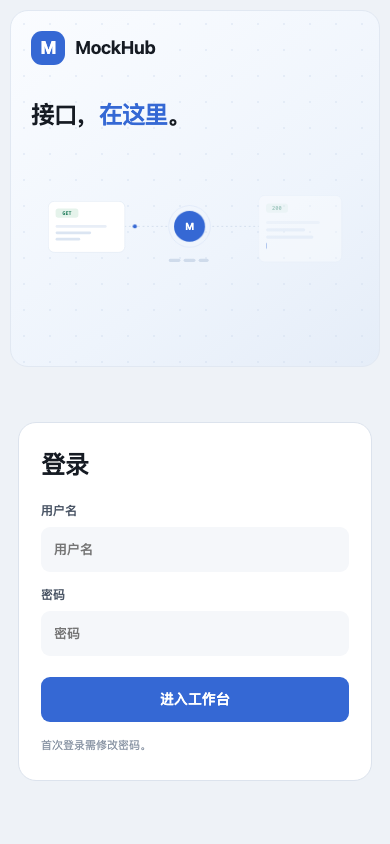 M MockHub
接口，在这里。
GET
M
200
登录
用户名
用户名
密码
密码
进入工作台
首次登录需修改密码。